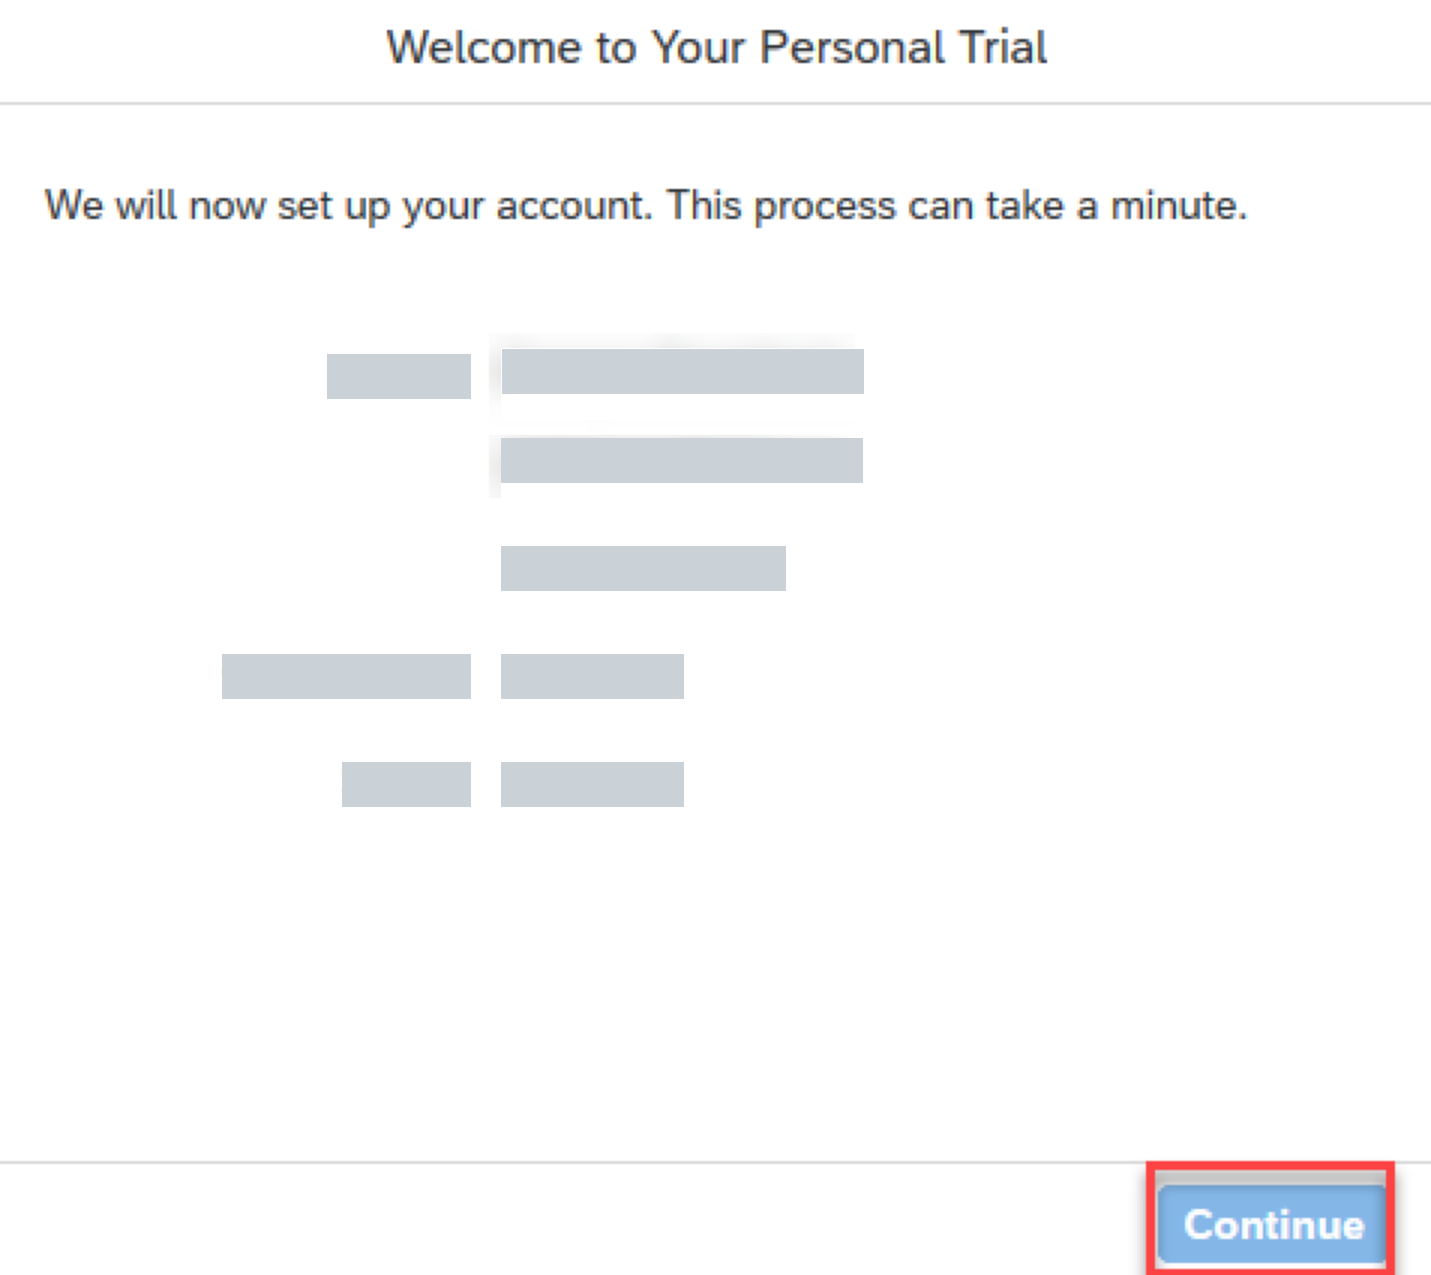 Welcome to Your Personal Trial
We will now set up your account. This process can take a minute.
Continue